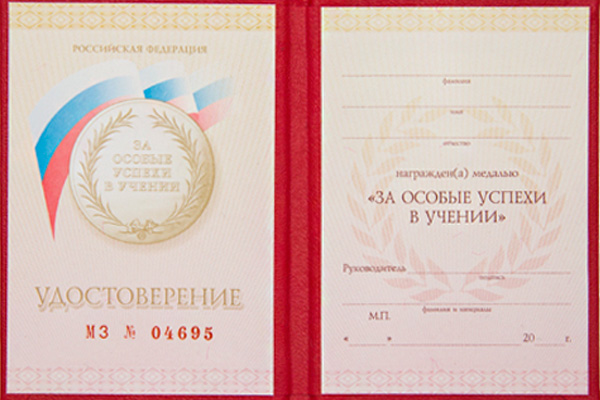 РОССИЙСКАЯ ФЕДЕРАЦИЯ
ЗА
ОСОБЫЕ
УСПЕХИ
В УЧЕНИИ
УДОСТОВЕРЕНИЕ
МЗ № 04695
фамилия
имя
отчество
награжден(а) медалью
«ЗА ОСОБЫЕ УСПЕХИ
В УЧЕНИИ»
Руководитель
подпись
фамилия и инициалы
М.П.
« » 20 г.